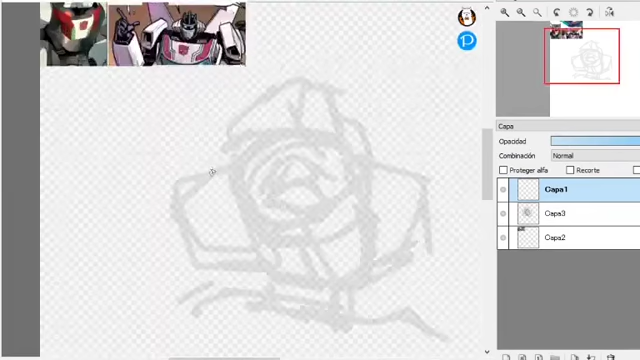 Capa
Opacidad
Combinación
Normal
Proteger alfa
Recorte
Capa1
Capa3
Capa2